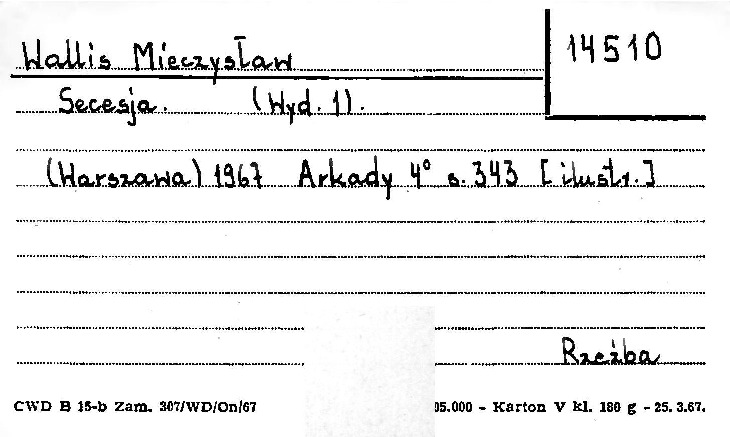 Wallis Mieczysław
14510
Secesja. (Wyd. 1).
(Warszawa) 1967 Arkady 4° s. 343 [ilustr.]
Rzeźba
CWD B 15-b Zam. 307/WD/On/67 05.000 - Karton V kl. 180 g - 25.3.67.